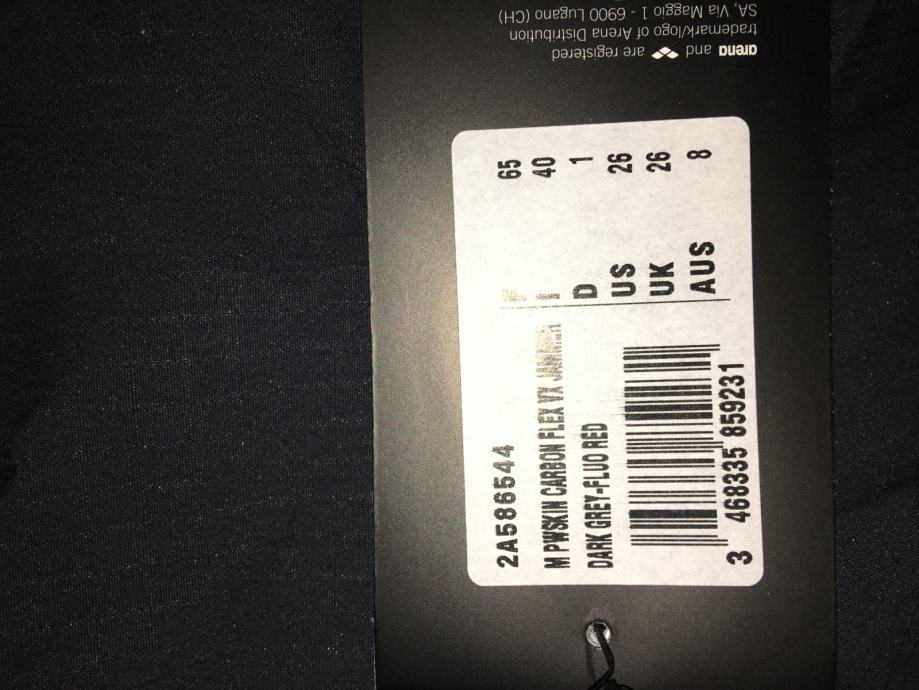 arena and are registered
trademark/logo of Arena Distribution
SA, Via Maggio 1 - 6900 Lugano (CH)
2A586544
M PWSKIN CARBON FLEX VX JAMMER
DARK GREY-FLUO RED
3 468335 859231
F 65
I 40
D 1
US 26
UK 26
AUS 8